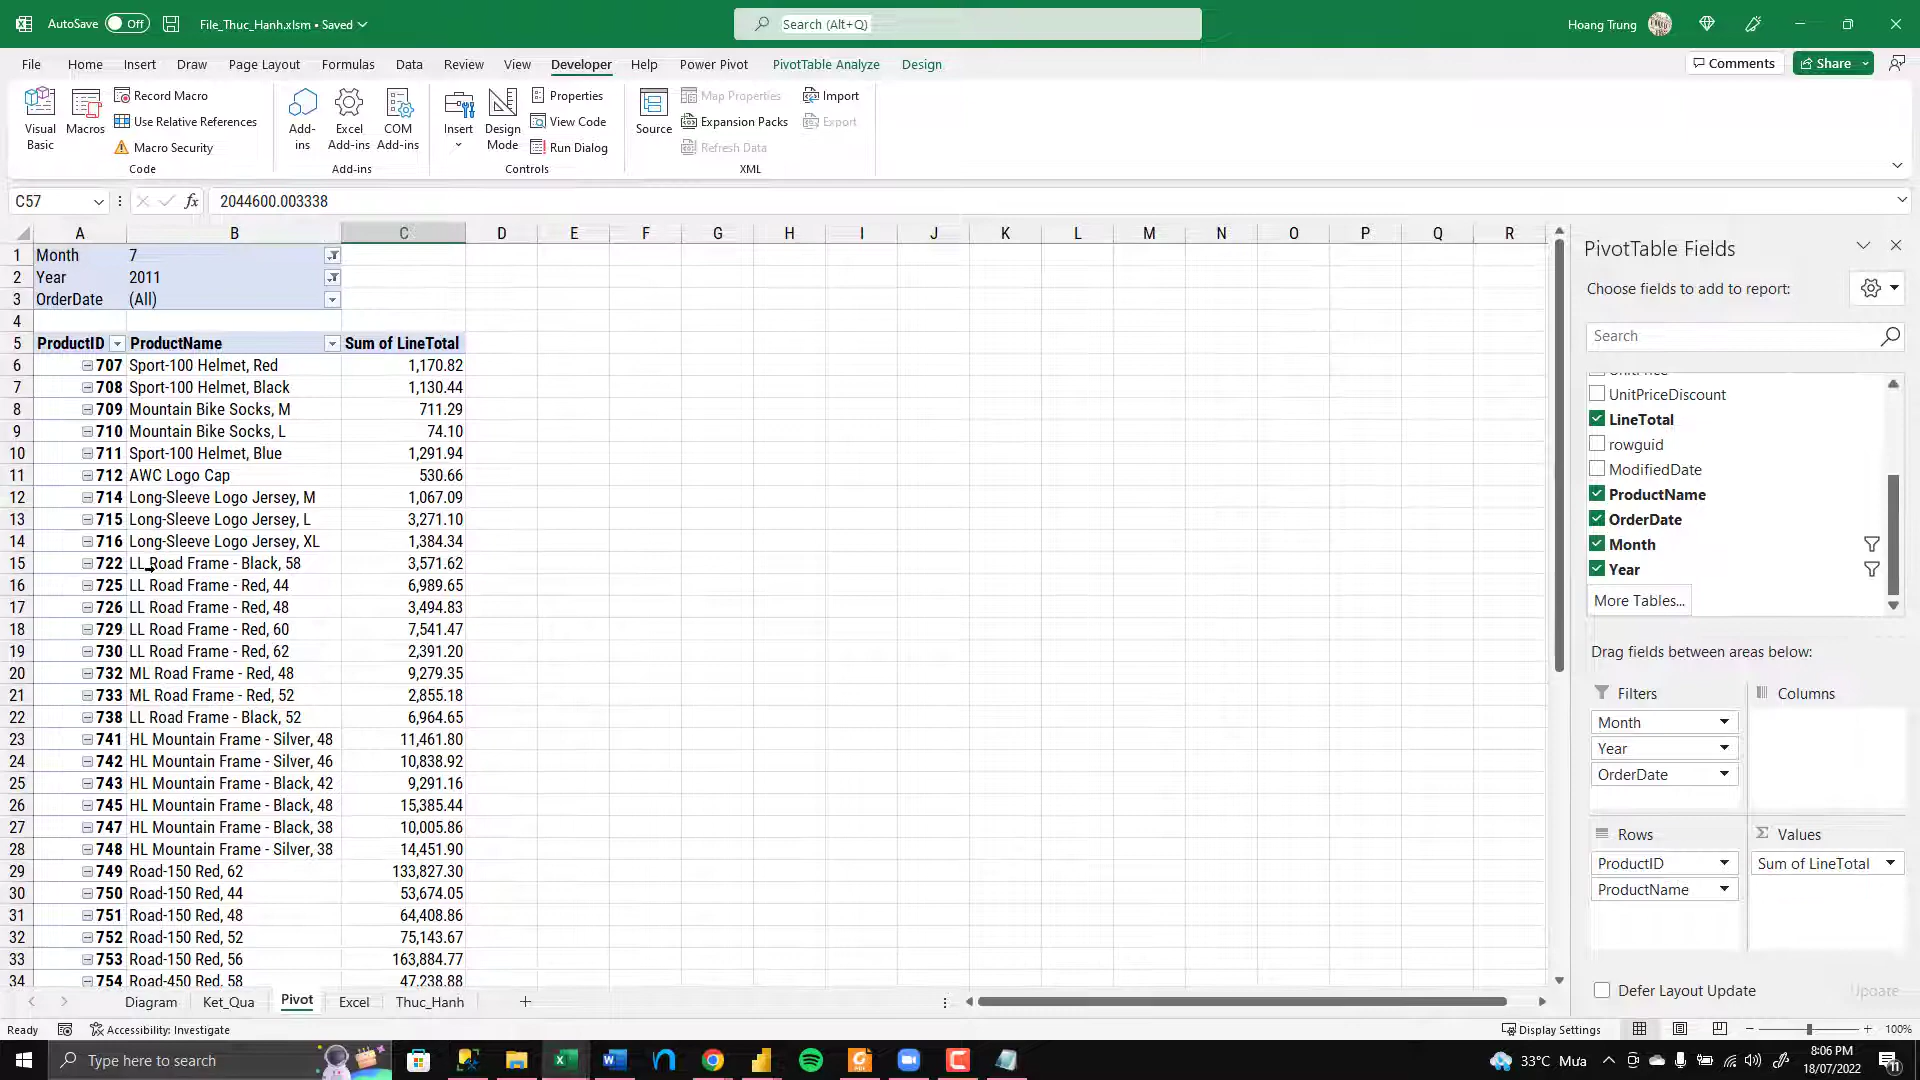 AutoSave Off File_Thuc_Hanh.xlsm • Saved Search (Alt+Q) Hoang Trung
File Home Insert Draw Page Layout Formulas Data Review View Developer Help Power Pivot PivotTable Analyze Design Comments Share
Visual Basic
Macros
Record Macro
Use Relative References
Macro Security
Code
Add-ins
Excel Add-ins
COM Add-ins
Add-ins
Insert
Design Mode
Properties
View Code
Run Dialog
Controls
Source
Map Properties
Expansion Packs
Refresh Data
Import
Export
XML
C57 fx 2044600.003338
A B C D E F G H I J K L M N O P Q R
1 Month 7
2 Year 2011
3 OrderDate (All)
4
5 ProductID ProductName Sum of LineTotal
6 707 Sport-100 Helmet, Red 1,170.82
7 708 Sport-100 Helmet, Black 1,130.44
8 709 Mountain Bike Socks, M 711.29
9 710 Mountain Bike Socks, L 74.10
10 711 Sport-100 Helmet, Blue 1,291.94
11 712 AWC Logo Cap 530.66
12 714 Long-Sleeve Logo Jersey, M 1,067.09
13 715 Long-Sleeve Logo Jersey, L 3,271.10
14 716 Long-Sleeve Logo Jersey, XL 1,384.34
15 722 LL Road Frame - Black, 58 3,571.62
16 725 LL Road Frame - Red, 44 6,989.65
17 726 LL Road Frame - Red, 48 3,494.83
18 729 LL Road Frame - Red, 60 7,541.47
19 730 LL Road Frame - Red, 62 2,391.20
20 732 ML Road Frame - Red, 48 9,279.35
21 733 ML Road Frame - Red, 52 2,855.18
22 738 LL Road Frame - Black, 52 6,964.65
23 741 HL Mountain Frame - Silver, 48 11,461.80
24 742 HL Mountain Frame - Silver, 46 10,838.92
25 743 HL Mountain Frame - Black, 42 9,291.16
26 745 HL Mountain Frame - Black, 48 15,385.44
27 747 HL Mountain Frame - Black, 38 10,005.86
28 748 HL Mountain Frame - Silver, 38 14,451.90
29 749 Road-150 Red, 62 133,827.30
30 750 Road-150 Red, 44 53,674.05
31 751 Road-150 Red, 48 64,408.86
32 752 Road-150 Red, 52 75,143.67
33 753 Road-150 Red, 56 163,884.77
34 754 Road-450 Red, 58 47,238.88
PivotTable Fields
Choose fields to add to report:
Search
UnitPrice
UnitPriceDiscount
LineTotal
rowguid
ModifiedDate
ProductName
OrderDate
Month
Year
More Tables...
Drag fields between areas below:
Filters
Month
Year
OrderDate
Columns
Rows
ProductID
ProductName
Values
Sum of LineTotal
Defer Layout Update Update
Diagram Ket_Qua Pivot Excel Thuc_Hanh
Ready Accessibility: Investigate Display Settings 100%
Type here to search 33°C Mưa 8:06 PM
18/07/2022 11